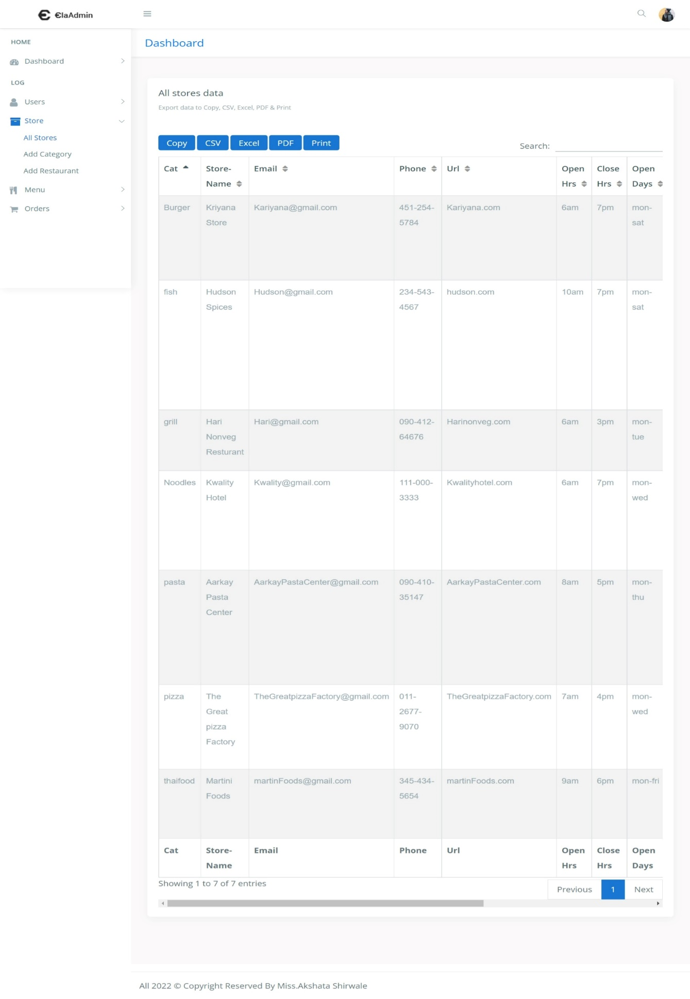 ElaAdmin
HOME
Dashboard
LOG
Users
Store
All Stores
Add Category
Add Restaurant
Menu
Orders
Dashboard
All stores data
Export data to Copy, CSV, Excel, PDF & Print
Copy CSV Excel PDF Print
Search:
Cat Store- Email Phone Url Open Close Open
Name Hrs Hrs Days
Burger Kriyana Kariyana@gmail.com 451-254- Kariyana.com 6am 7pm mon-
Store 5784 sat
fish Hudson Hudson@gmail.com 234-543- hudson.com 10am 7pm mon-
Spices 4567 sat
grill Hari Hari@gmail.com 090-412- Harinonveg.com 6am 3pm mon-
Nonveg 64676 tue
Resturant
Noodles Kwality Kwality@gmail.com 111-000- Kwalityhotel.com 6am 7pm mon-
Hotel 3333 wed
pasta Aarkay AarkayPastaCenter@gmail.com 090-410- AarkayPastaCenter.com 8am 5pm mon-
Pasta 35147 thu
Center
pizza The TheGreatpizzaFactory@gmail.com 011- TheGreatpizzaFactory.com 7am 4pm mon-
Great 2677- wed
pizza 9070
Factory
thaifood Martini martinFoods@gmail.com 345-434- martinFoods.com 9am 6pm mon-fri
Foods 5654
Cat Store- Email Phone Url Open Close Open
Name Hrs Hrs Days
Showing 1 to 7 of 7 entries
Previous 1 Next
All 2022 © Copyright Reserved By Miss.Akshata Shirwale